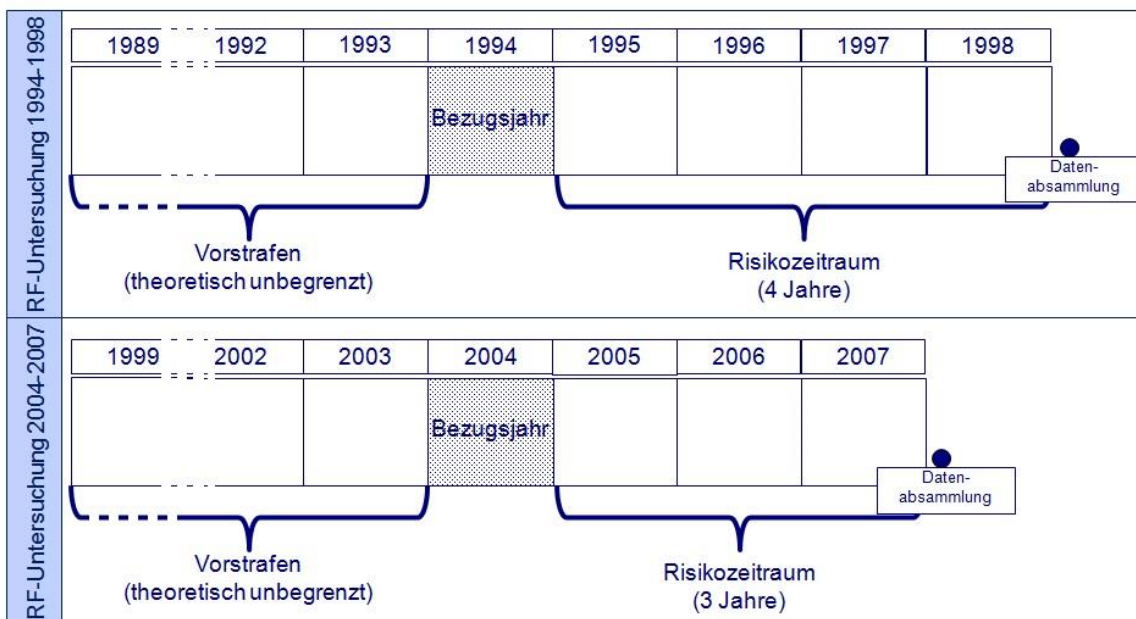 RF-Untersuchung 1994-1998
1989 1992 1993 1994 1995 1996 1997 1998
Bezugsjahr
Daten-
absammlung
Vorstrafen
(theoretisch unbegrenzt)
Risikozeitraum
(4 Jahre)
RF-Untersuchung 2004-2007
1999 2002 2003 2004 2005 2006 2007
Bezugsjahr
Daten-
absammlung
Vorstrafen
(theoretisch unbegrenzt)
Risikozeitraum
(3 Jahre)